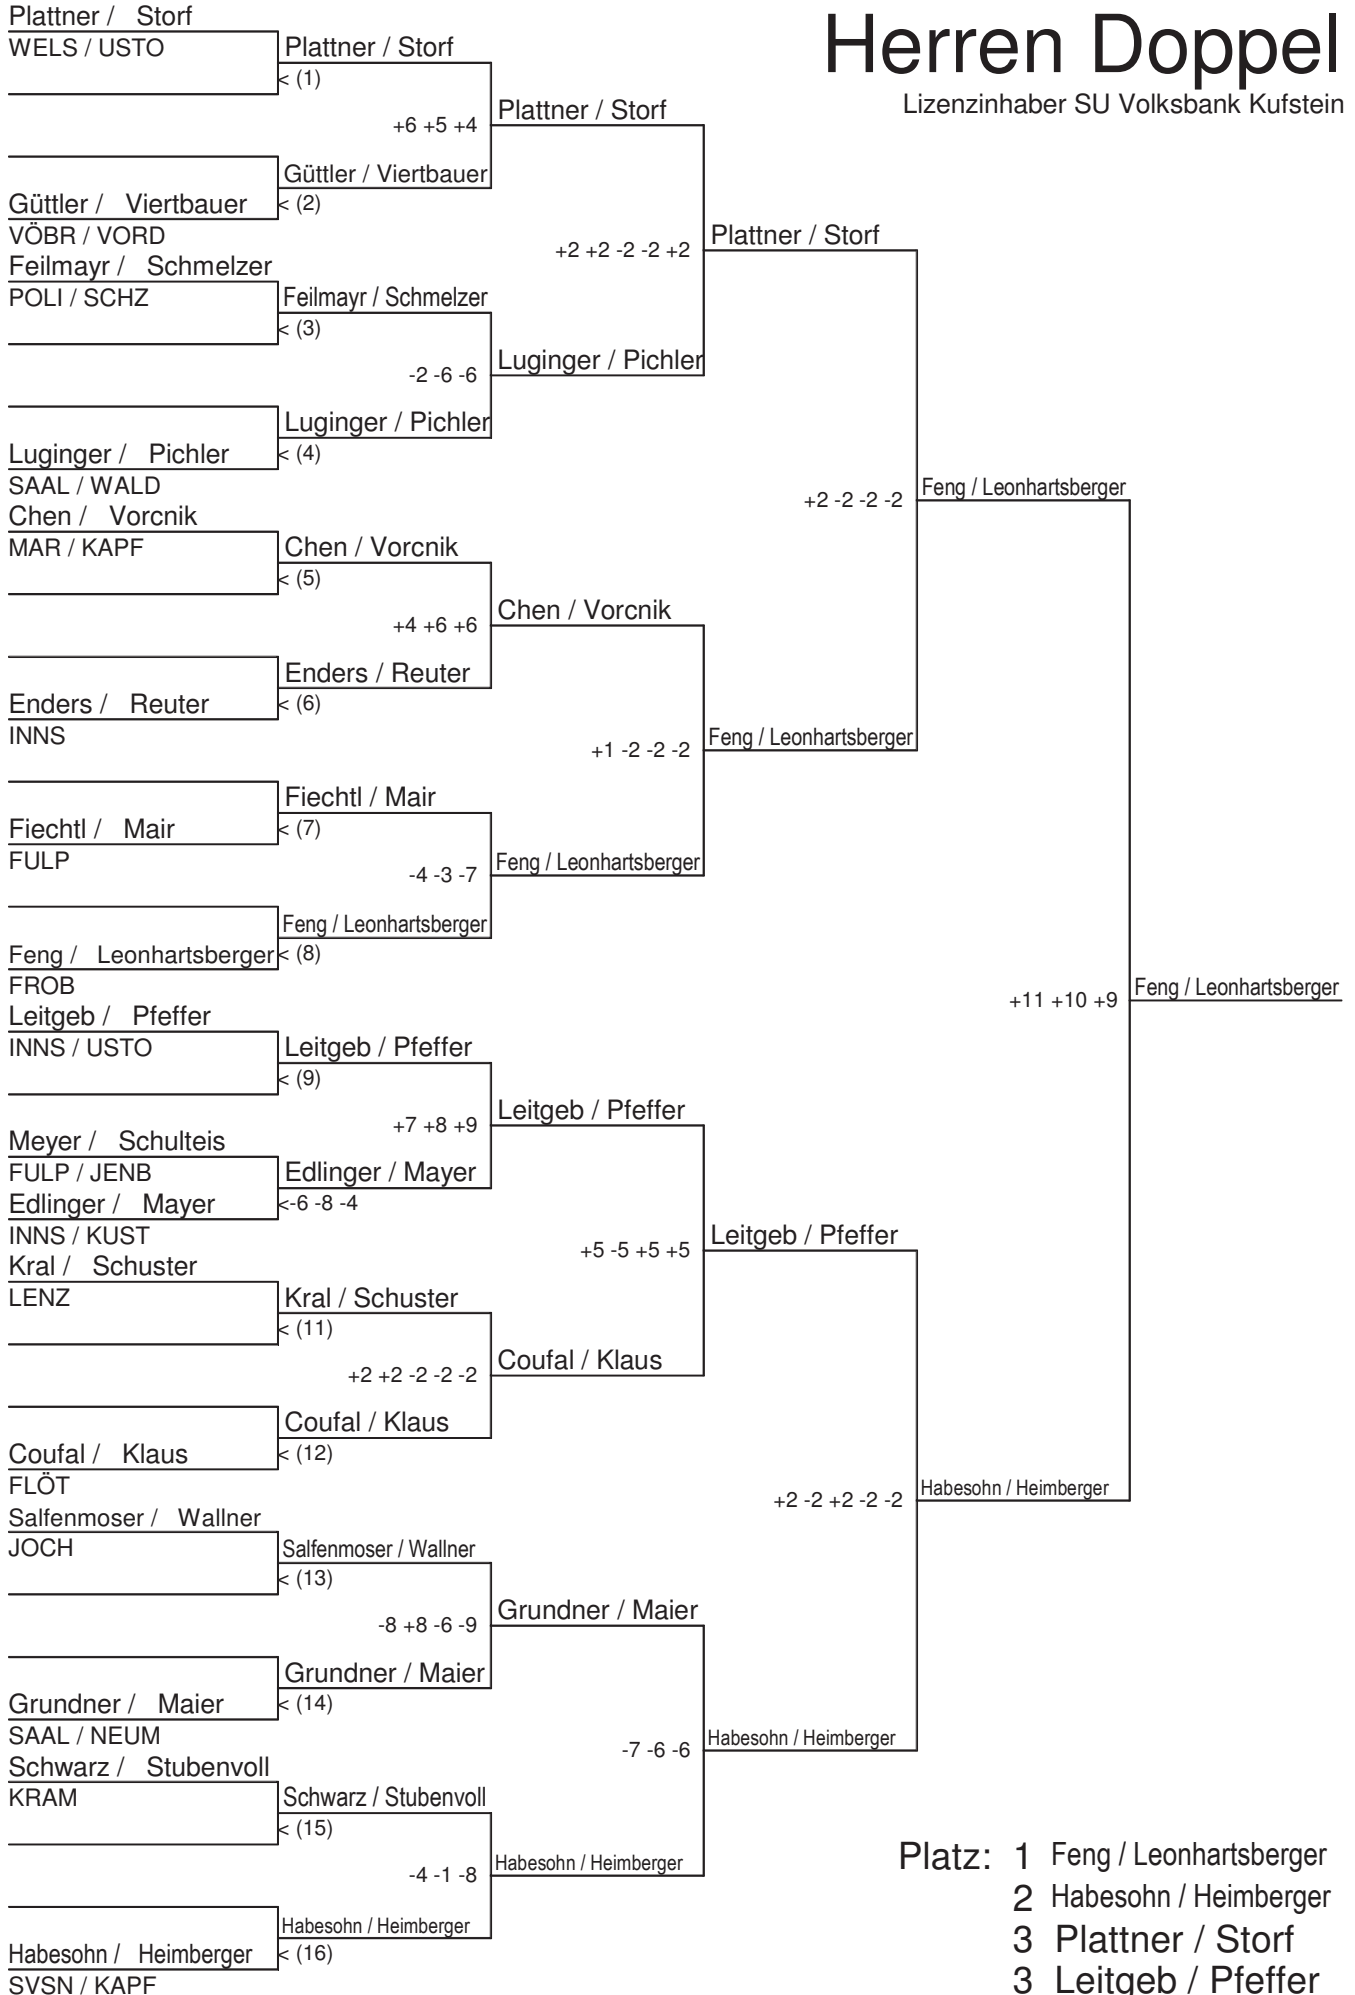 Herren Doppel
Lizenzinhaber SU Volksbank Kufstein
Plattner / Storf
WELS / USTO
Plattner / Storf
< (1)
+6 +5 +4
Plattner / Storf
Güttler / Viertbauer
Güttler / Viertbauer
< (2)
VÖBR / VORD
+2 +2 -2 -2 +2
Plattner / Storf
Feilmayr / Schmelzer
POLI / SCHZ
Feilmayr / Schmelzer
< (3)
-2 -6 -6
Luginger / Pichler
Luginger / Pichler
Luginger / Pichler
< (4)
SAAL / WALD
+2 -2 -2 -2
Feng / Leonhartsberger
Chen / Vorcnik
MAR / KAPF
Chen / Vorcnik
< (5)
+4 +6 +6
Chen / Vorcnik
Enders / Reuter
Enders / Reuter
< (6)
INNS
+1 -2 -2 -2
Feng / Leonhartsberger
Fiechtl / Mair
Fiechtl / Mair
< (7)
FULP
-4 -3 -7
Feng / Leonhartsberger
Feng / Leonhartsberger
Feng / Leonhartsberger
< (8)
FROB
+11 +10 +9
Feng / Leonhartsberger
Leitgeb / Pfeffer
INNS / USTO
Leitgeb / Pfeffer
< (9)
+7 +8 +9
Leitgeb / Pfeffer
Meyer / Schulteis
FULP / JENB
Edlinger / Mayer
Edlinger / Mayer
<-6 -8 -4
INNS / KUST
+5 -5 +5 +5
Leitgeb / Pfeffer
Kral / Schuster
LENZ
Kral / Schuster
< (11)
+2 +2 -2 -2 -2
Coufal / Klaus
Coufal / Klaus
Coufal / Klaus
< (12)
FLÖT
+2 -2 +2 -2 -2
Habesohn / Heimberger
Salfenmoser / Wallner
JOCH
Salfenmoser / Wallner
< (13)
-8 +8 -6 -9
Grundner / Maier
Grundner / Maier
Grundner / Maier
< (14)
SAAL / NEUM
-7 -6 -6
Habesohn / Heimberger
Schwarz / Stubenvoll
KRAM
Schwarz / Stubenvoll
< (15)
-4 -1 -8
Habesohn / Heimberger
Habesohn / Heimberger
Habesohn / Heimberger
< (16)
SVSN / KAPF
Platz: 1 Feng / Leonhartsberger
2 Habesohn / Heimberger
3 Plattner / Storf
3 Leitgeb / Pfeffer